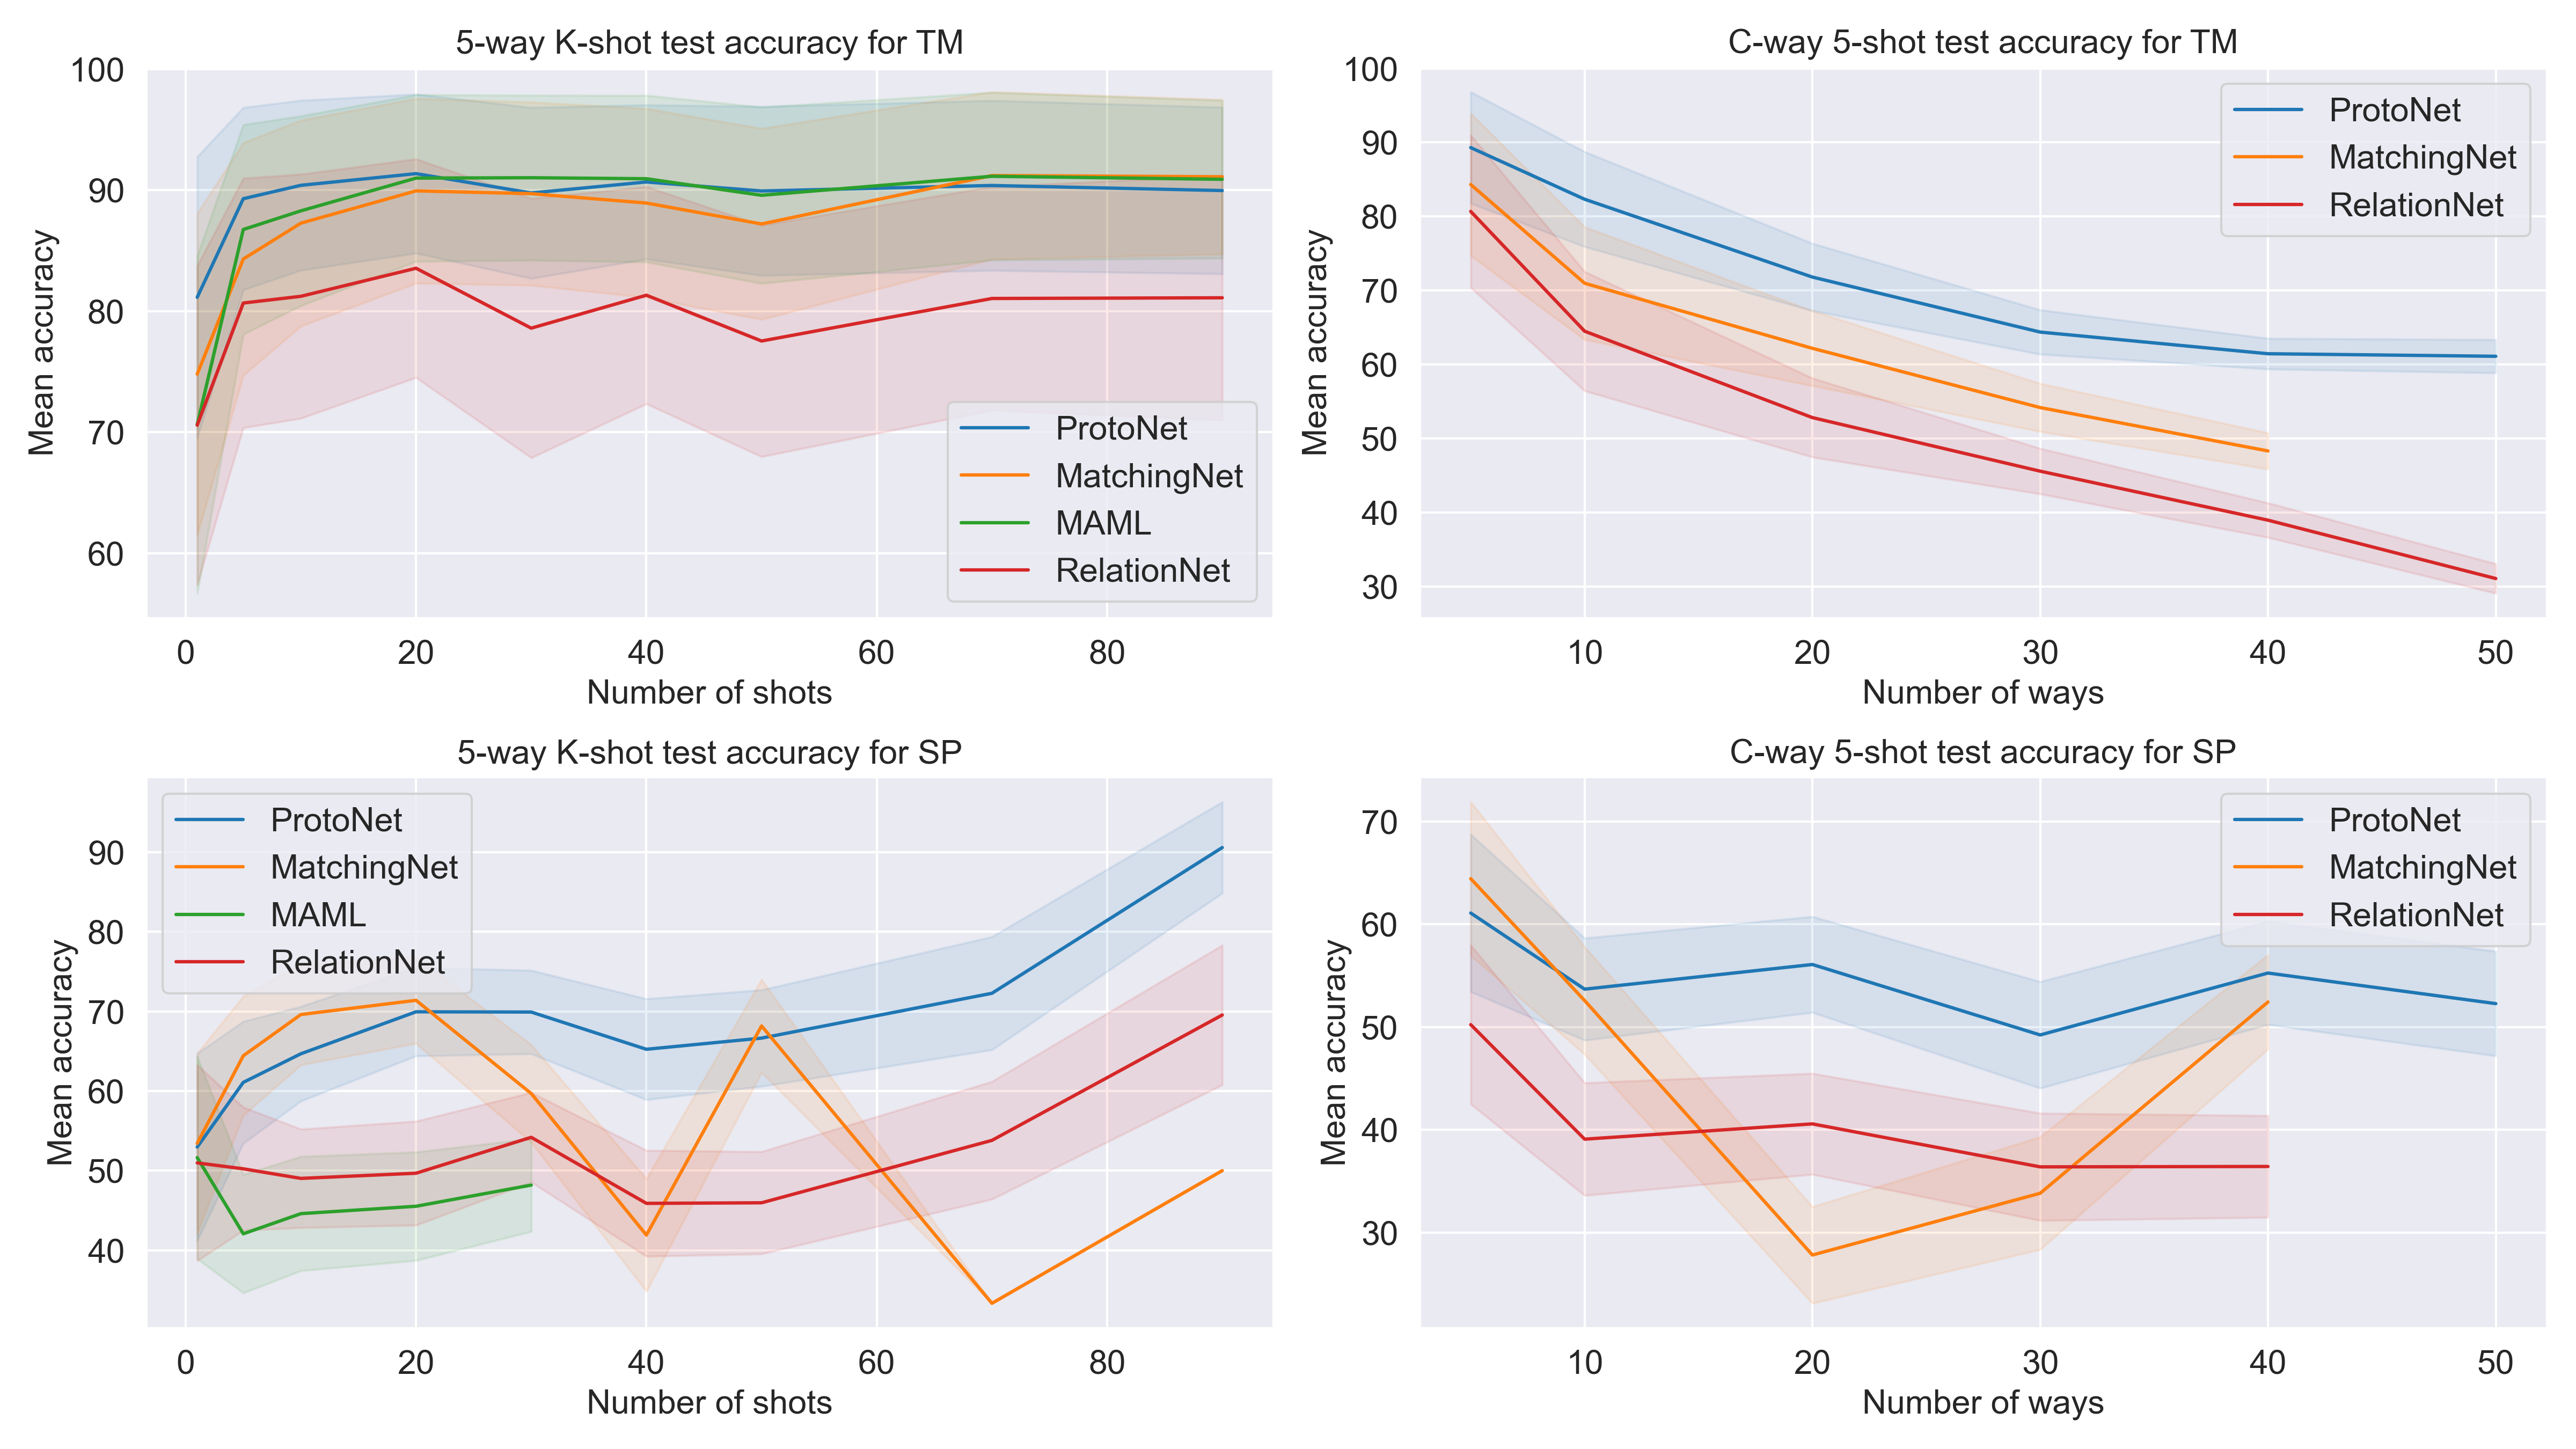 5-way K-shot test accuracy for TM
Mean accuracy
100
90
80
70
60
0 20 40 60 80
Number of shots
ProtoNet
MatchingNet
MAML
RelationNet
C-way 5-shot test accuracy for TM
Mean accuracy
100
90
80
70
60
50
40
30
10 20 30 40 50
Number of ways
ProtoNet
MatchingNet
RelationNet
5-way K-shot test accuracy for SP
Mean accuracy
90
80
70
60
50
40
0 20 40 60 80
Number of shots
ProtoNet
MatchingNet
MAML
RelationNet
C-way 5-shot test accuracy for SP
Mean accuracy
70
60
50
40
30
10 20 30 40 50
Number of ways
ProtoNet
MatchingNet
RelationNet